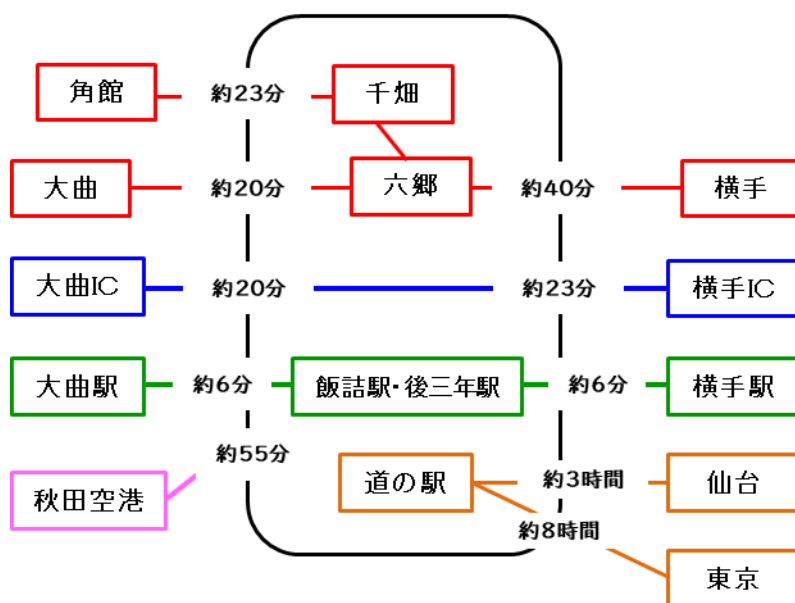 角館
約23分
千畑
大曲
約20分
六郷
約40分
横手
大曲IC
約20分
約23分
横手IC
大曲駅
約6分
飯詰駅・後三年駅
約6分
横手駅
約55分
秋田空港
道の駅
約3時間
仙台
約8時間
東京